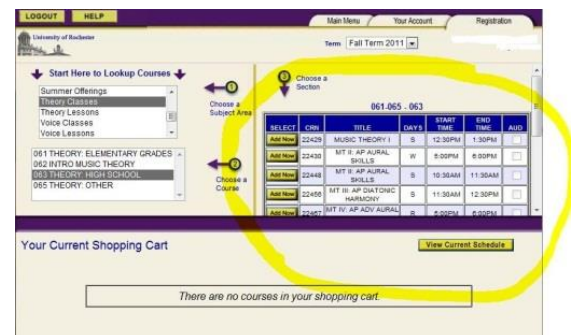 LOGOUT HELP
Main Menu Your Account Registration
University of Rochester
Term Fall Term 2011
Start Here to Lookup Courses
Summer Offerings
Theory Classes
Theory Lessons
Voice Classes
Voice Lessons
1
Choose a
Subject Area
061 THEORY: ELEMENTARY GRADES
062 INTRO MUSIC THEORY
063 THEORY: HIGH SCHOOL
065 THEORY: OTHER
2
Choose a
Course
3
Choose a
Section
061-065 - 063
SELECT CRN TITLE DAYS START TIME END TIME AUD
Add Now 22429 MUSIC THEORY I S 12:30PM 1:30PM
Add Now 22430 MT II: AP AURAL SKILLS W 5:00PM 6:00PM
Add Now 22448 MT II: AP AURAL SKILLS S 10:30AM 11:30AM
Add Now 22456 MT III: AP DIATONIC HARMONY S 11:30AM 12:30PM
Add Now 22467 MT IV: AP ADV AURAL R 5:00PM 6:00PM
Your Current Shopping Cart
View Current Schedule
There are no courses in your shopping cart.